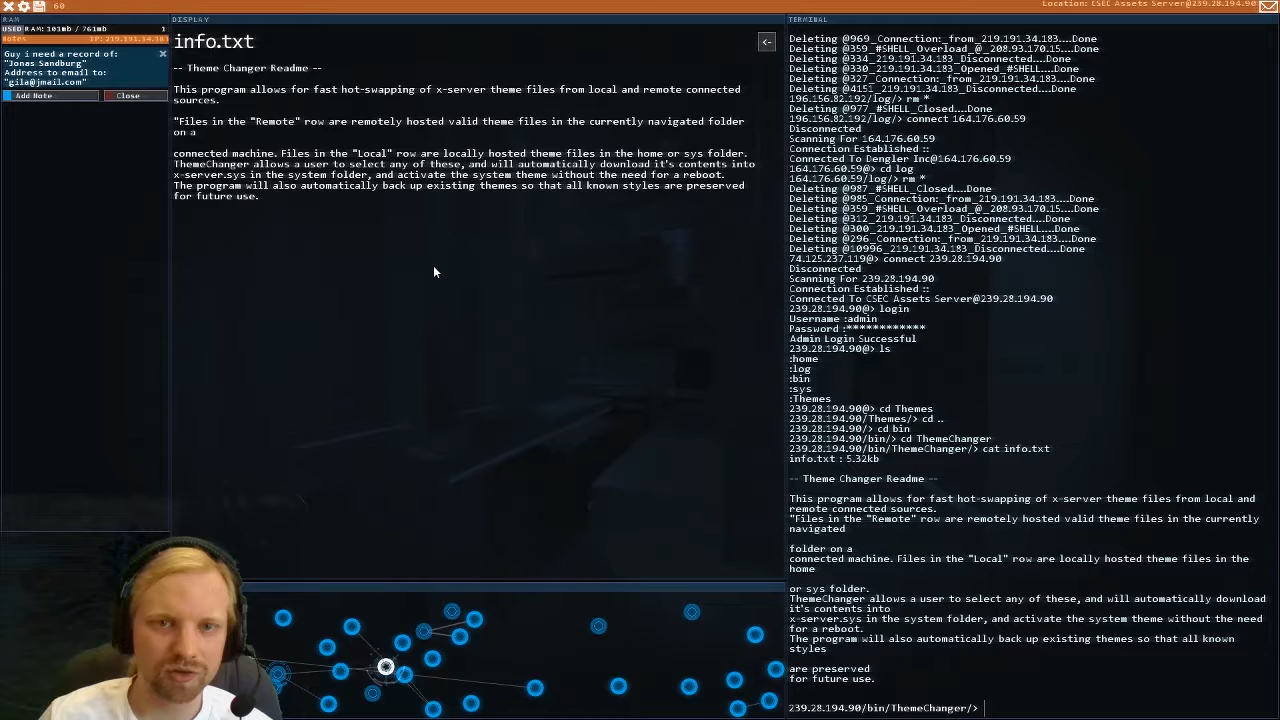 60
Location: CSEC Assets Server@239.28.194.90
RAM
DISPLAY
TERMINAL
USED RAM: 101mb / 761mb 1
notes IP: 219.191.34.183
Guy i need a record of:
"Jonas Sandburg"
Address to email to:
"gila@jmail.com"
Add Note
Close
info.txt
<-
-- Theme Changer Readme --
This program allows for fast hot-swapping of x-server theme files from local and remote connected
sources.
"Files in the "Remote" row are remotely hosted valid theme files in the currently navigated folder
on a
connected machine. Files in the "Local" row are locally hosted theme files in the home or sys folder.
ThemeChanger allows a user to select any of these, and will automatically download it's contents into
x-server.sys in the system folder, and activate the system theme without the need for a reboot.
The program will also automatically back up existing themes so that all known styles are preserved
for future use.
Deleting @969_Connection:_from_219.191.34.183....Done
Deleting @359_#SHELL_Overload_@_208.93.170.15....Done
Deleting @334_219.191.34.183_Disconnected....Done
Deleting @330_219.191.34.183_Opened_#SHELL....Done
Deleting @327_Connection:_from_219.191.34.183....Done
Deleting @4151_219.191.34.183_Disconnected....Done
196.156.82.192/log/> rm *
Deleting @977_#SHELL_Closed....Done
196.156.82.192/log/> connect 164.176.60.59
Disconnected
Scanning For 164.176.60.59
Connection Established ::
Connected To Dengler Inc@164.176.60.59
164.176.60.59@> cd log
164.176.60.59/log/> rm *
Deleting @987_#SHELL_Closed....Done
Deleting @985_Connection:_from_219.191.34.183....Done
Deleting @359_#SHELL_Overload_@_208.93.170.15....Done
Deleting @312_219.191.34.183_Disconnected....Done
Deleting @300_219.191.34.183_Opened_#SHELL....Done
Deleting @296_Connection:_from_219.191.34.183....Done
Deleting @10996_219.191.34.183_Disconnected....Done
74.125.237.119@> connect 239.28.194.90
Disconnected
Scanning For 239.28.194.90
Connection Established ::
Connected To CSEC Assets Server@239.28.194.90
239.28.194.90@> login
Username :admin
Password :************
Admin Login Successful
239.28.194.90@> ls
:home
:log
:bin
:sys
:Themes
239.28.194.90@> cd Themes
239.28.194.90/Themes/> cd ..
239.28.194.90/> cd bin
239.28.194.90/bin/> cd ThemeChanger
239.28.194.90/bin/ThemeChanger/> cat info.txt
info.txt : 5.32kb
-- Theme Changer Readme --
This program allows for fast hot-swapping of x-server theme files from local and
remote connected sources.
"Files in the "Remote" row are remotely hosted valid theme files in the currently
navigated
folder on a
connected machine. Files in the "Local" row are locally hosted theme files in the
home
or sys folder.
ThemeChanger allows a user to select any of these, and will automatically download
it's contents into
x-server.sys in the system folder, and activate the system theme without the need
for a reboot.
The program will also automatically back up existing themes so that all known
styles
are preserved
for future use.
239.28.194.90/bin/ThemeChanger/>